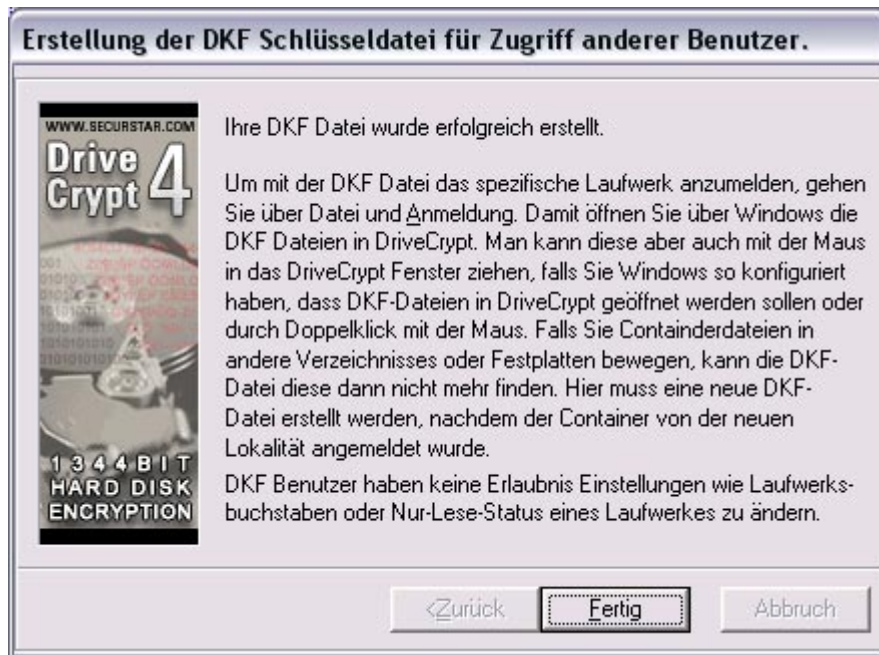 Erstellung der DKF Schlüsseldatei für Zugriff anderer Benutzer.
WWW.SECURSTAR.COM
Drive
Crypt 4
1344BIT
HARD DISK
ENCRYPTION
Ihre DKF Datei wurde erfolgreich erstellt.
Um mit der DKF Datei das spezifische Laufwerk anzumelden, gehen
Sie über Datei und Anmeldung. Damit öffnen Sie über Windows die
DKF Dateien in DriveCrypt. Man kann diese aber auch mit der Maus
in das DriveCrypt Fenster ziehen, falls Sie Windows so konfiguriert
haben, dass DKF-Dateien in DriveCrypt geöffnet werden sollen oder
durch Doppelklick mit der Maus. Falls Sie Containderdateien in
andere Verzeichnisses oder Festplatten bewegen, kann die DKF-
Datei diese dann nicht mehr finden. Hier muss eine neue DKF-
Datei erstellt werden, nachdem der Container von der neuen
Lokalität angemeldet wurde.
DKF Benutzer haben keine Erlaubnis Einstellungen wie Laufwerks-
buchstaben oder Nur-Lese-Status eines Laufwerkes zu ändern.
<Zurück
Fertig
Abbruch